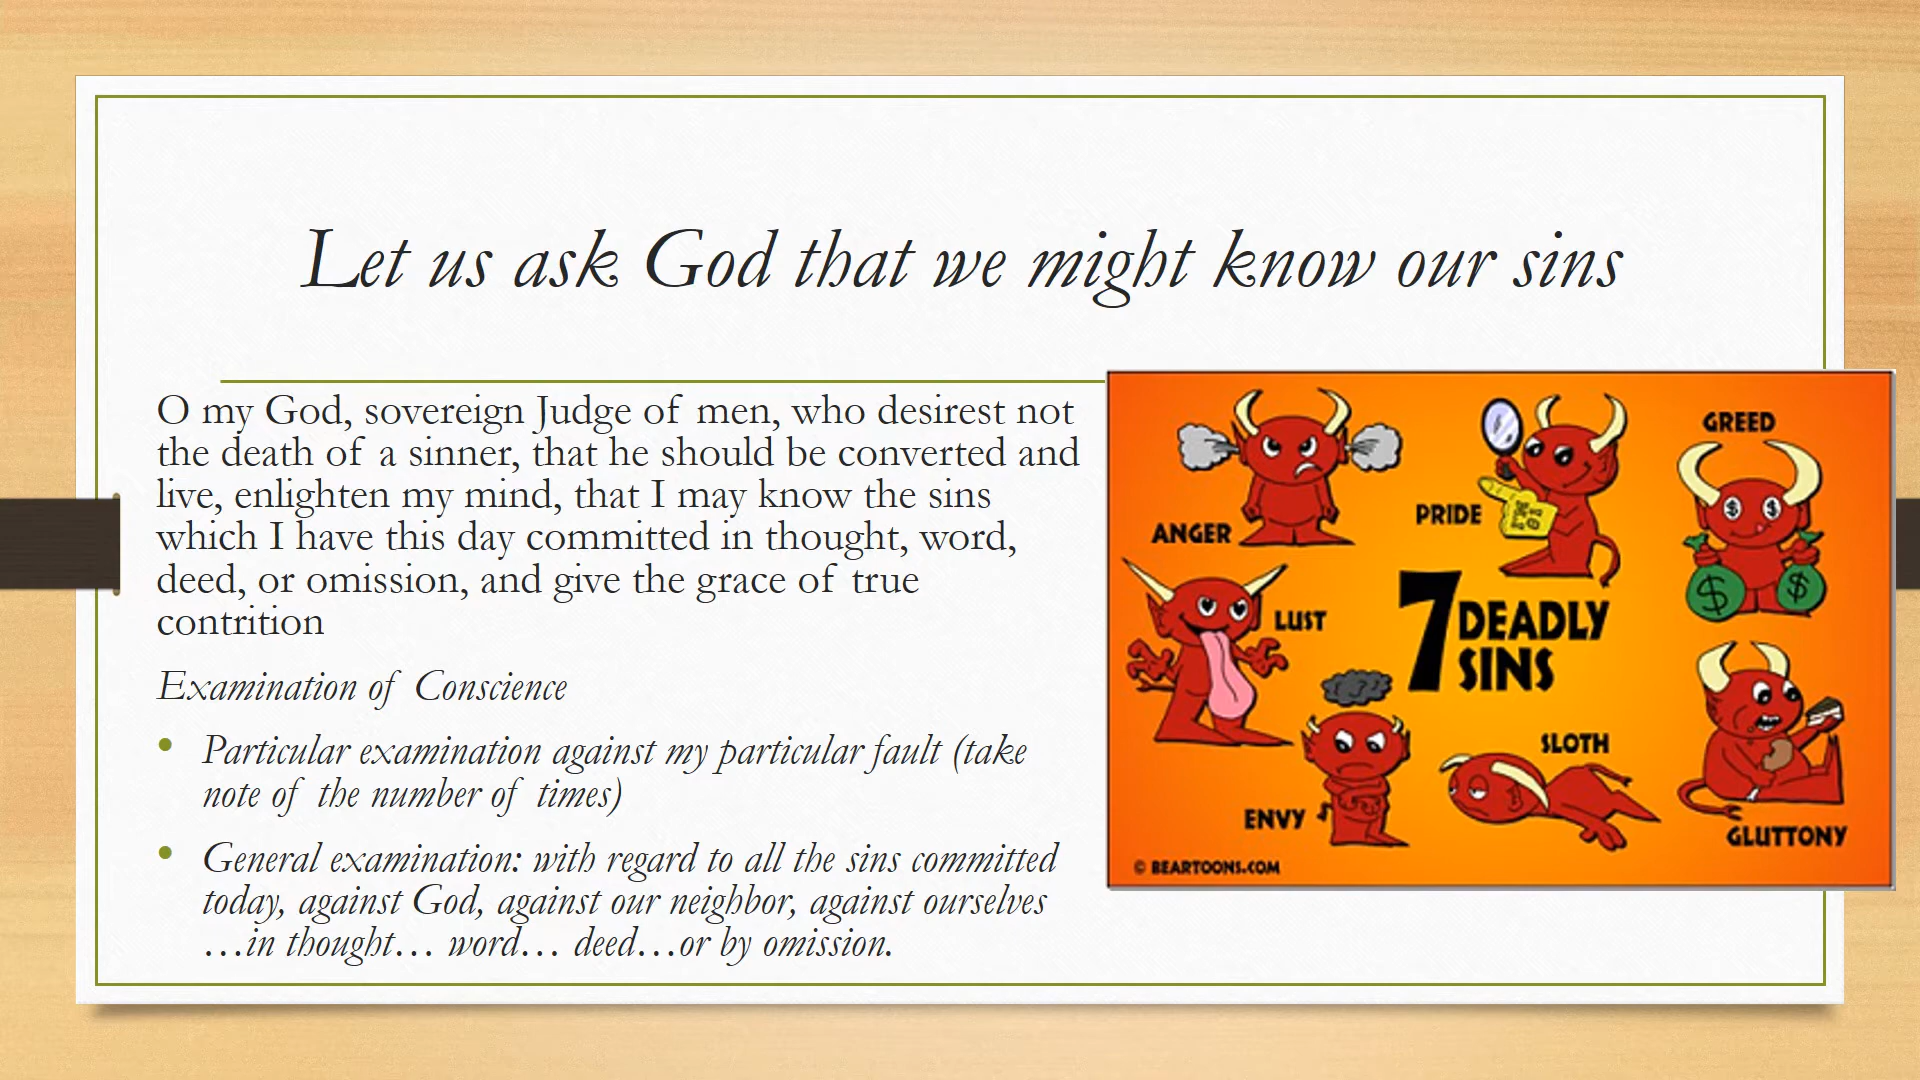 Let us ask God that we might know our sins
O my God, sovereign Judge of men, who desirest not
the death of a sinner, that he should be converted and
live, enlighten my mind, that I may know the sins
which I have this day committed in thought, word,
deed, or omission, and give the grace of true
contrition
Examination of Conscience
• Particular examination against my particular fault (take
note of the number of times)
• General examination: with regard to all the sins committed
today, against God, against our neighbor, against ourselves
…in thought… word… deed…or by omission.
ANGER
PRIDE
GREED
$ $
$ $
LUST
7 DEADLY
SINS
ENVY
SLOTH
GLUTTONY
© BEARTOONS.COM